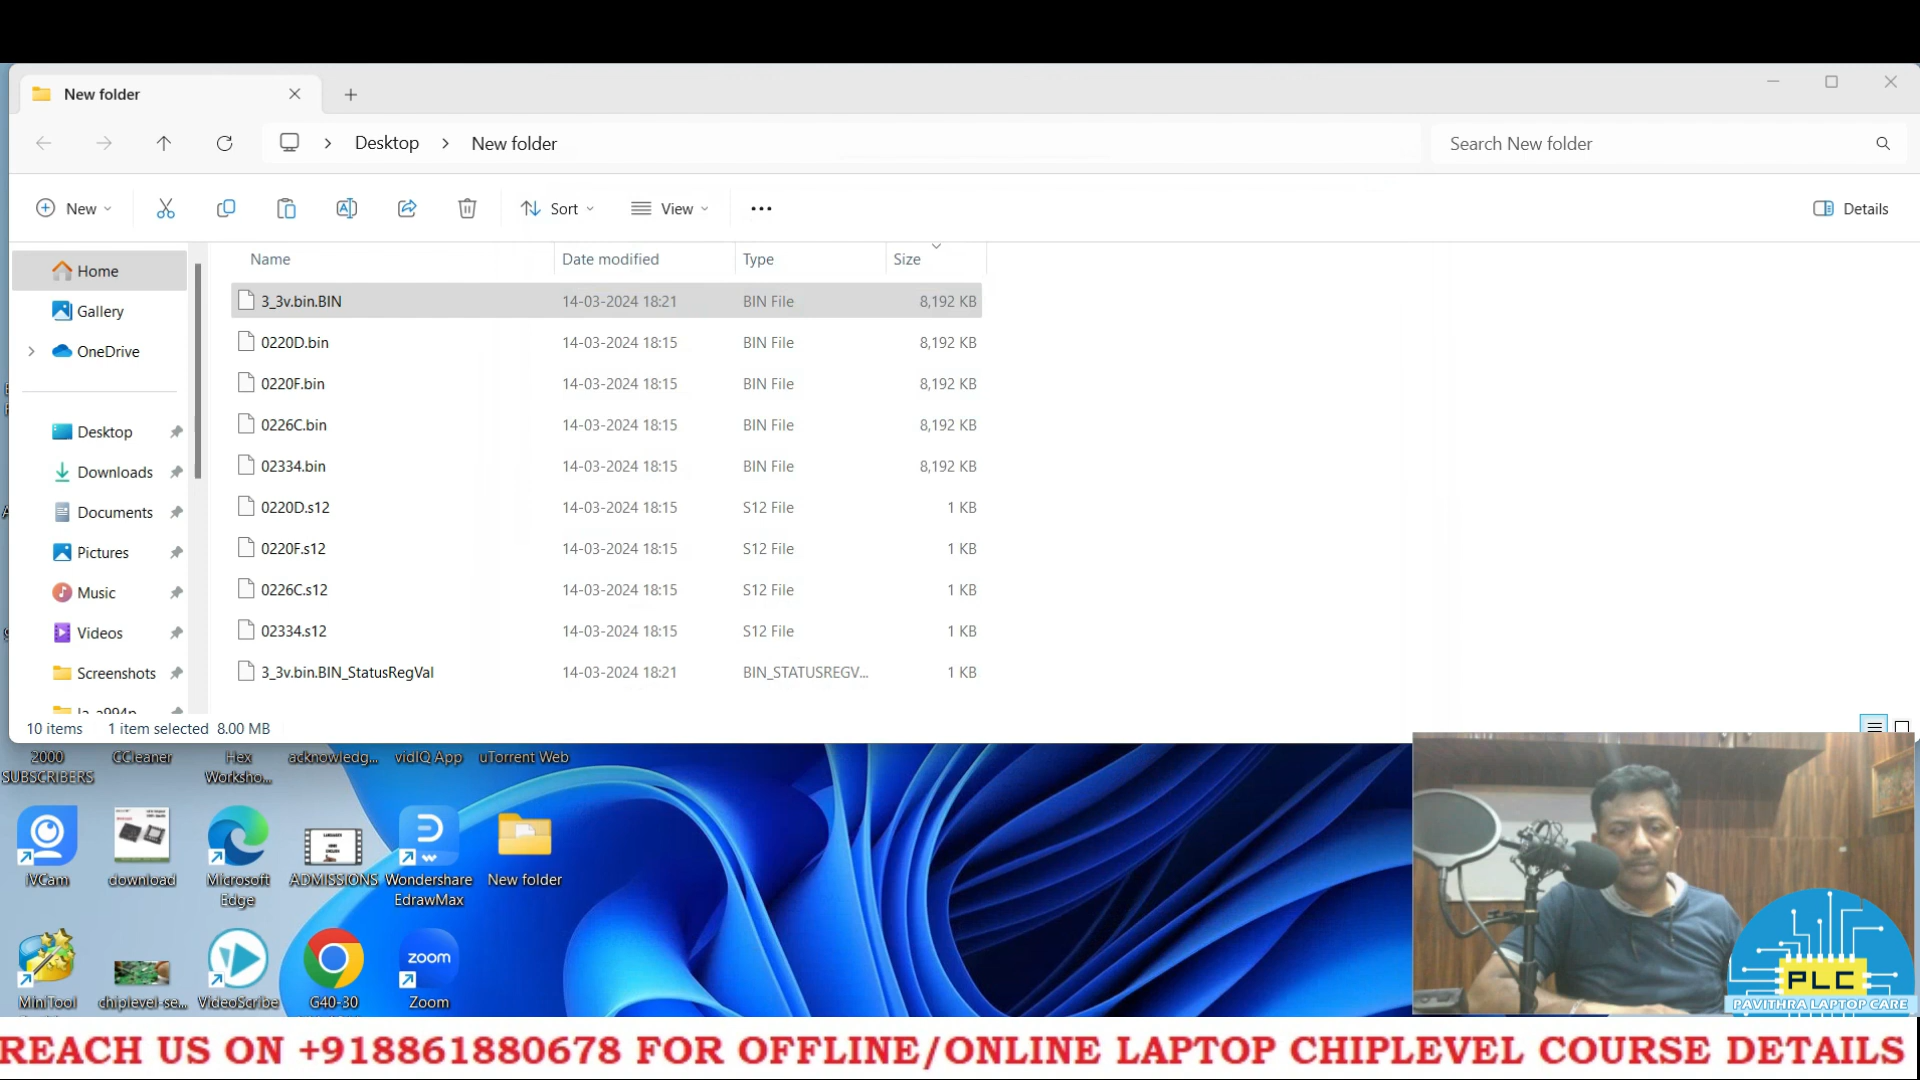 New folder
Desktop > New folder
Search New folder
New
Sort
View
Details
Home
Gallery
OneDrive
Desktop
Downloads
Documents
Pictures
Music
Videos
Screenshots
Name Date modified Type Size
3_3v.bin.BIN 14-03-2024 18:21 BIN File 8,192 KB
0220D.bin 14-03-2024 18:15 BIN File 8,192 KB
0220F.bin 14-03-2024 18:15 BIN File 8,192 KB
0226C.bin 14-03-2024 18:15 BIN File 8,192 KB
02334.bin 14-03-2024 18:15 BIN File 8,192 KB
0220D.s12 14-03-2024 18:15 S12 File 1 KB
0220F.s12 14-03-2024 18:15 S12 File 1 KB
0226C.s12 14-03-2024 18:15 S12 File 1 KB
02334.s12 14-03-2024 18:15 S12 File 1 KB
3_3v.bin.BIN_StatusRegVal 14-03-2024 18:21 BIN_STATUSREGV... 1 KB
10 items 1 item selected 8.00 MB
2000 SUBSCRIBERS
CCleaner
Hex Worksho...
acknowledg...
vidIQ App
uTorrent Web
iVCam
download
Microsoft Edge
ADMISSIONS
Wondershare EdrawMax
New folder
MiniTool
chiplevel-se...
VideoScribe
G40-30
zoom
Zoom
PLC
PAVITHRA LAPTOP CARE
REACH US ON +918861880678 FOR OFFLINE/ONLINE LAPTOP CHIPLEVEL COURSE DETAILS